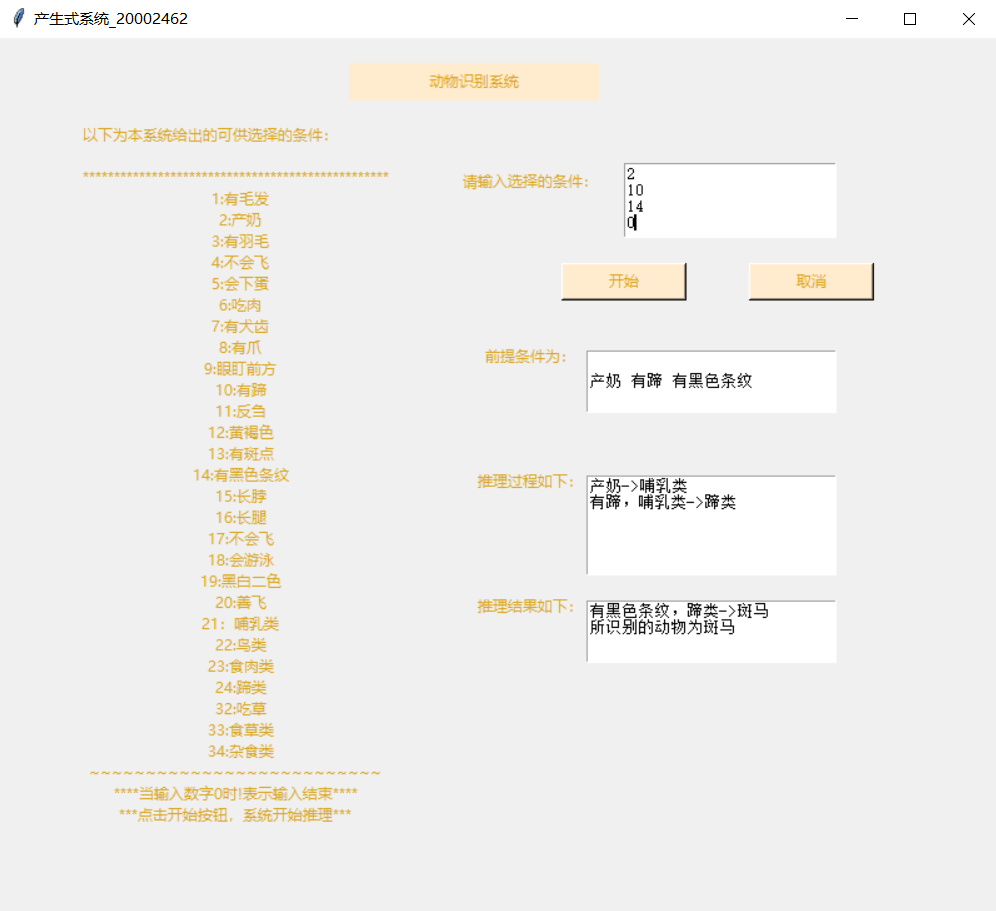 产生式系统_20002462
动物识别系统
以下为本系统给出的可供选择的条件：
*************************************************
1:有毛发
2:产奶
3:有羽毛
4:不会飞
5:会下蛋
6:吃肉
7:有犬齿
8:有爪
9:眼盯前方
10:有蹄
11:反刍
12:黄褐色
13:有斑点
14:有黑色条纹
15:长脖
16:长腿
17:不会飞
18:会游泳
19:黑白二色
20:善飞
21：哺乳类
22:鸟类
23:食肉类
24:蹄类
32:吃草
33:食草类
34:杂食类
~~~~~~~~~~~~~~~~~~~~~~~~~~
****当输入数字0时!表示输入结束****
***点击开始按钮，系统开始推理***
请输入选择的条件：
2
10
14
0
开始
取消
前提条件为：
产奶 有蹄 有黑色条纹
推理过程如下：
产奶->哺乳类
有蹄，哺乳类->蹄类
推理结果如下：
有黑色条纹，蹄类->斑马
所识别的动物为斑马